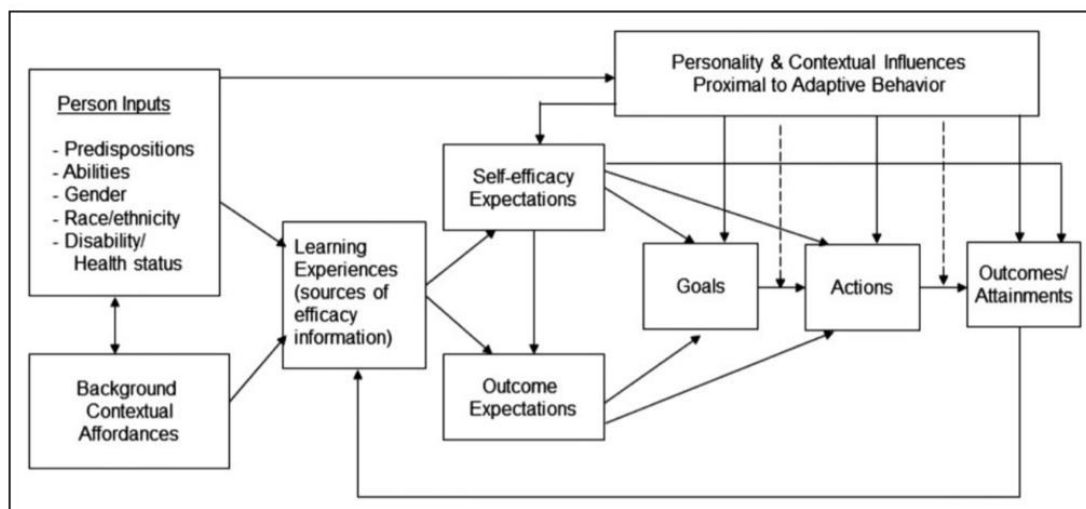 Personality & Contextual Influences
Proximal to Adaptive Behavior
Person Inputs
- Predispositions
- Abilities
- Gender
- Race/ethnicity
- Disability/
Health status
Self-efficacy
Expectations
Learning
Experiences
(sources of
efficacy
information)
Goals
Actions
Outcomes/
Attainments
Background
Contextual
Affordances
Outcome
Expectations